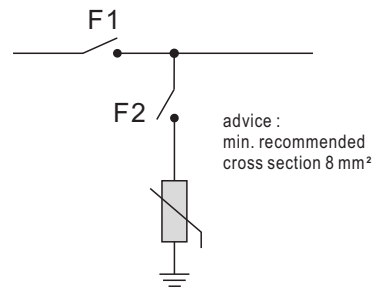 F1
F2
advice :
min. recommended
cross section 8 mm²